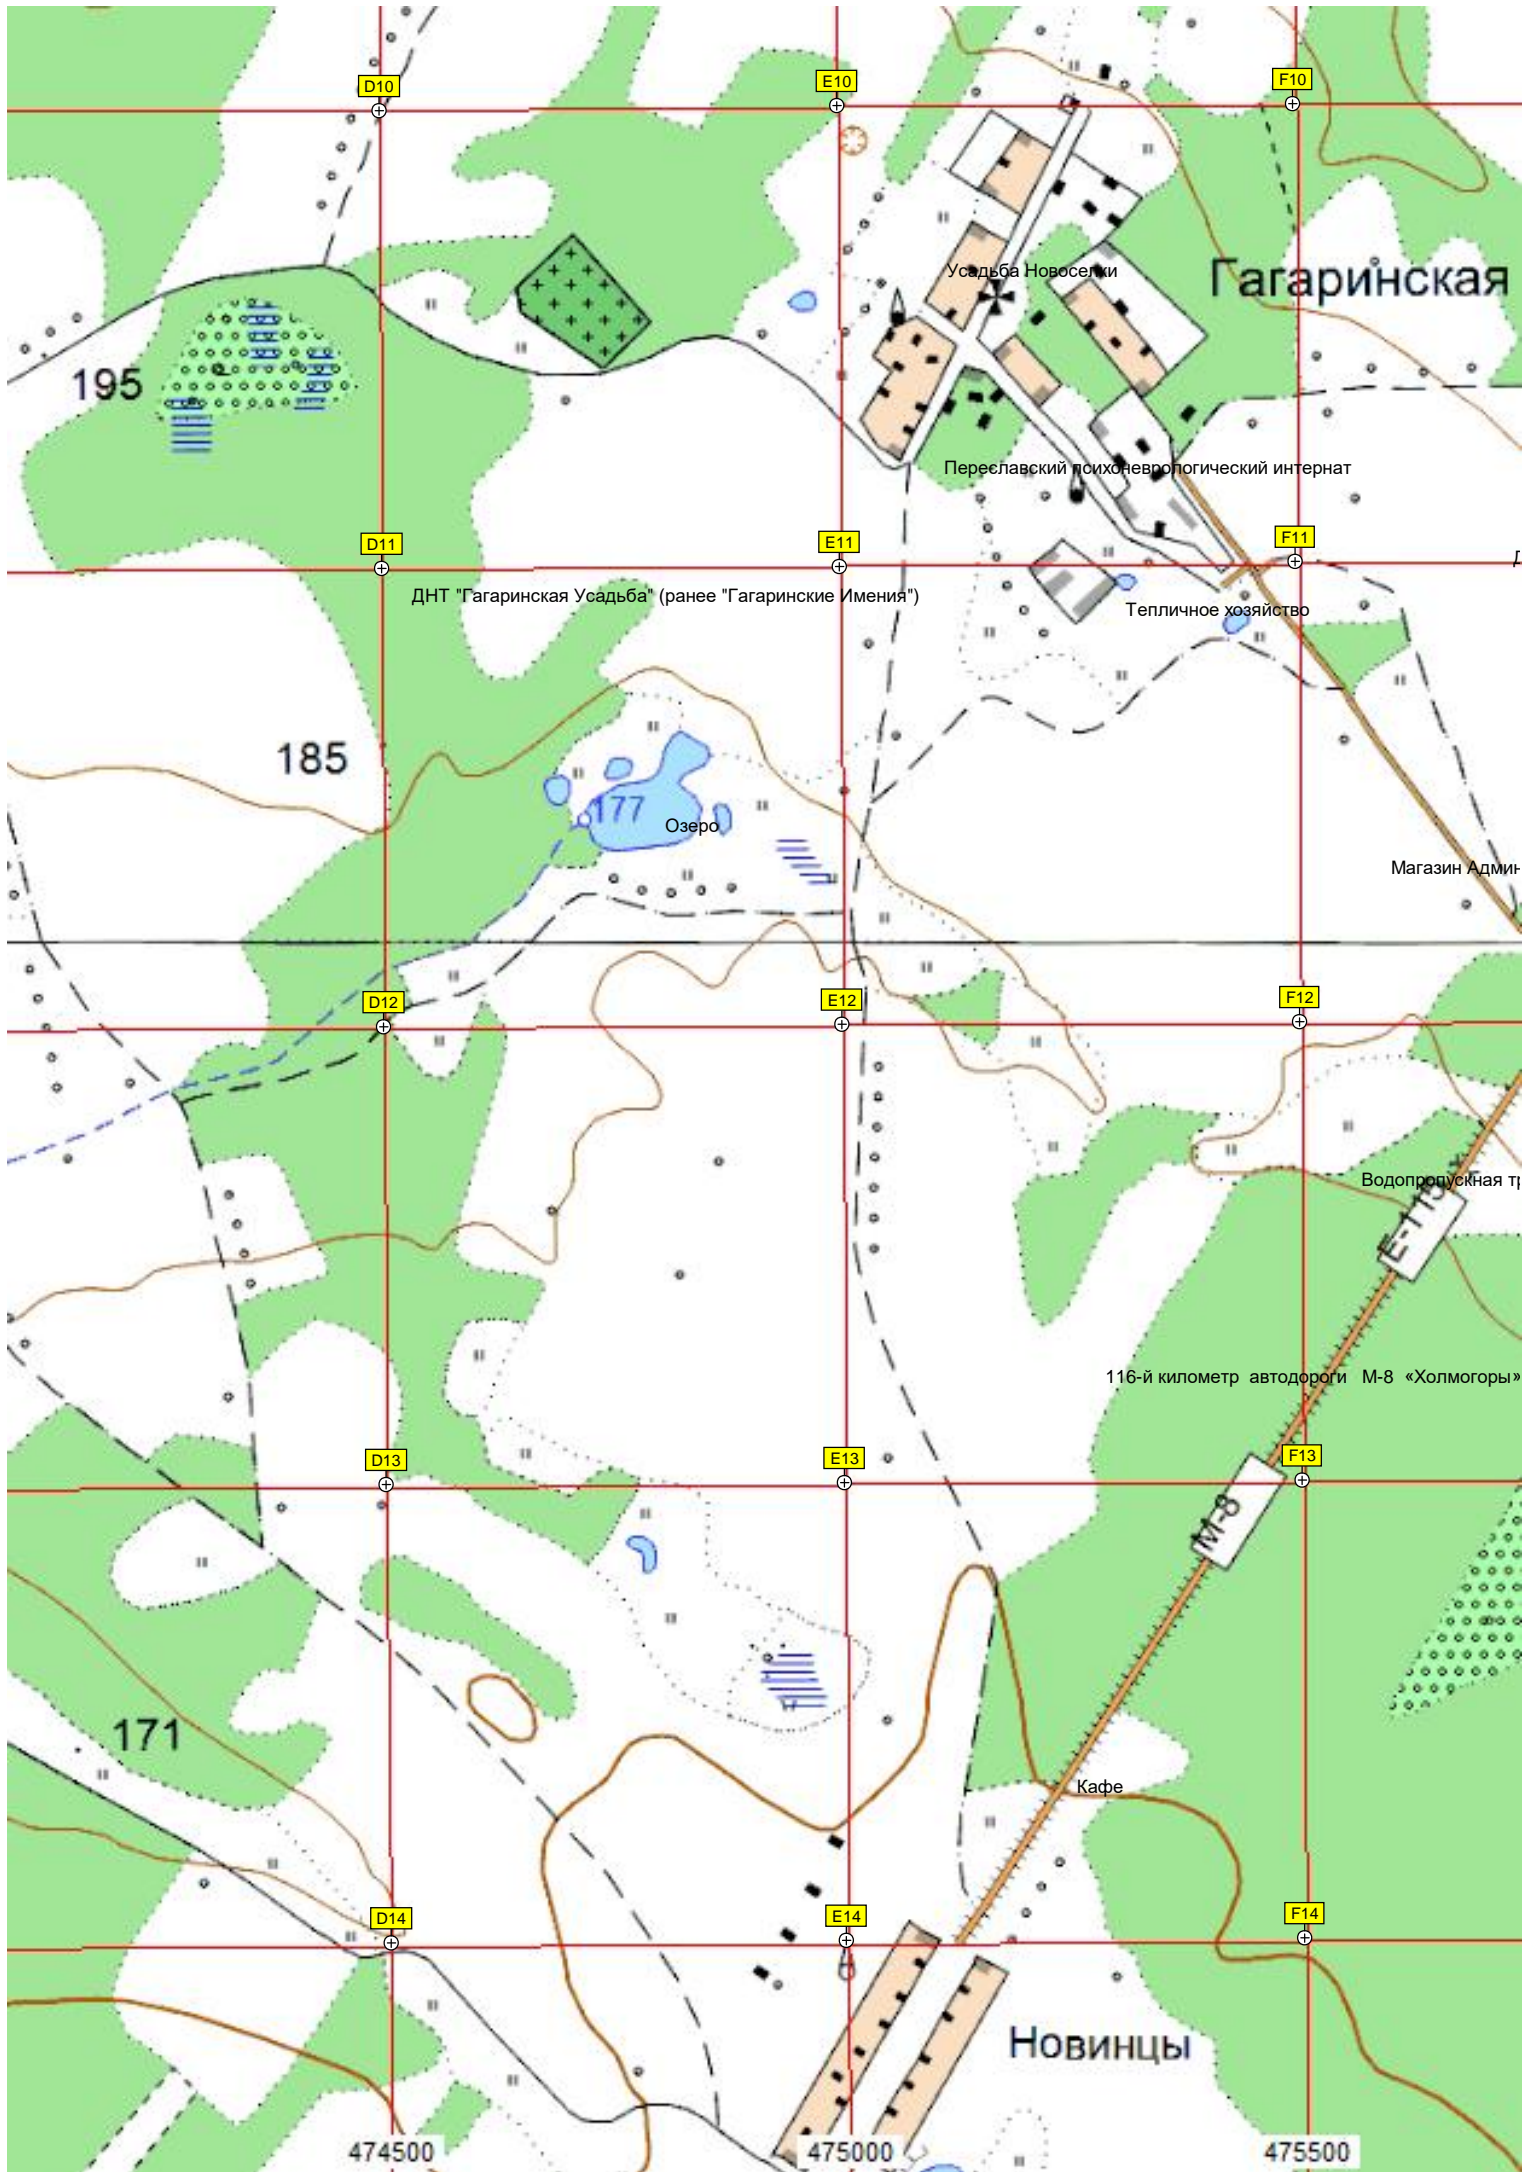 D10
E10
F10
Усадьба Новоселки
Гагаринская
195
Переславский психоневрологический интернат
D11
E11
F11
ДНТ "Гагаринская Усадьба" (ранее "Гагаринские Имения")
Тепличное хозяйство
185
177
Озеро
Магазин
D12
E12
F12
Водопропускная
E-115
116-й километр автодороги М-8 «Холмогоры»
D13
E13
F13
М-8
171
Кафе
D14
E14
F14
Новинцы
474500
475000
475500